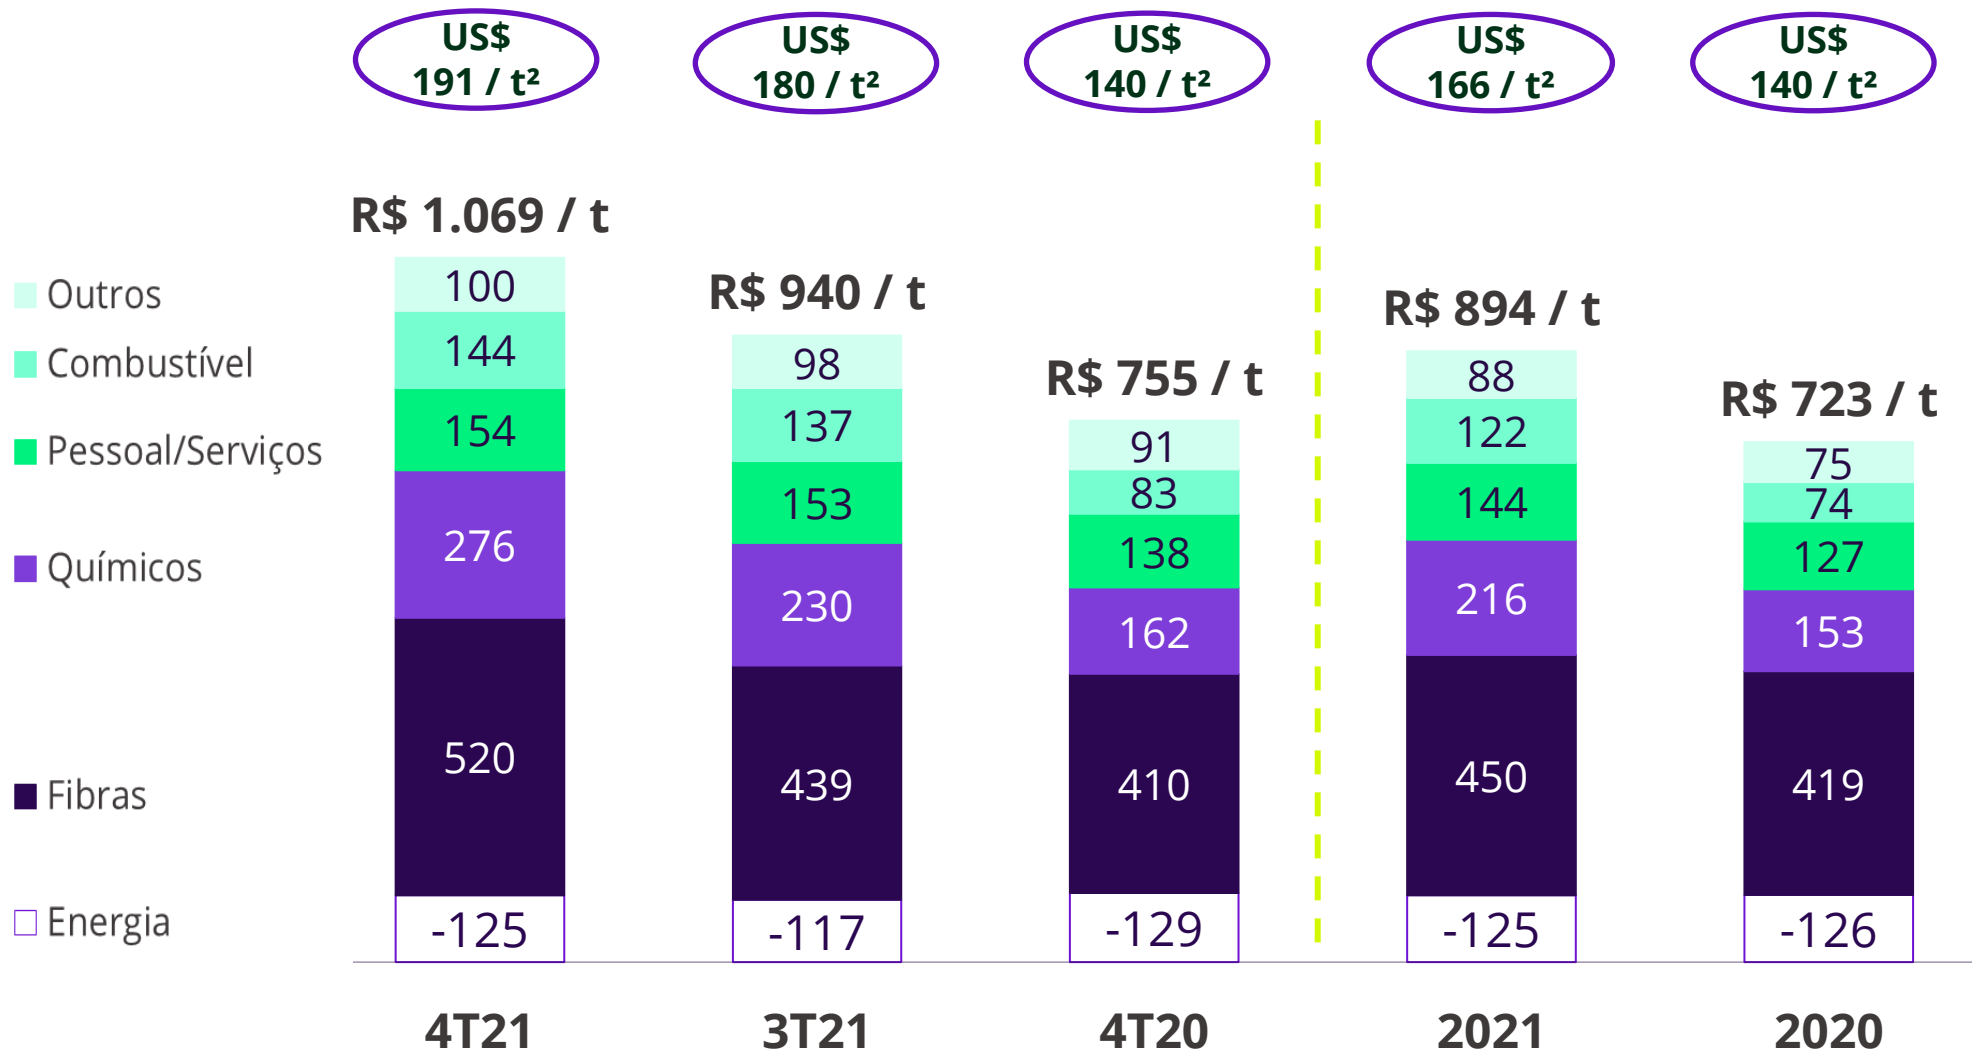 US$
191 / t²
US$
180 / t²
US$
140 / t²
US$
166 / t²
US$
140 / t²
R$ 1.069 / t
R$ 940 / t
R$ 755 / t
R$ 894 / t
R$ 723 / t
Outros
Combustível
Pessoal/Serviços
Químicos
Fibras
Energia
100
144
154
276
520
-125
98
137
153
230
439
-117
91
83
138
162
410
-129
88
122
144
216
450
-125
75
74
127
153
419
-126
4T21
3T21
4T20
2021
2020